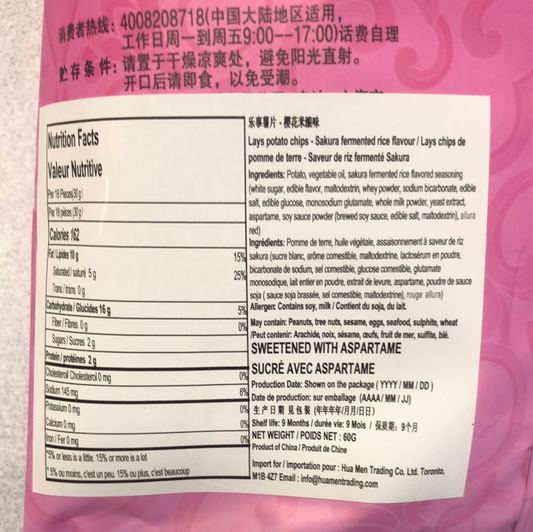 消费者热线: 4008208718(中国大陆地区适用,
工作日周一到周五9:00--17:00)话费自理
贮存条件: 请置于干燥凉爽处，避免阳光直射。
开口后请即食，以免受潮。
Nutrition Facts
Valeur Nutritive
Per 18 Pieces(30 g)
Par 18 pièces (30 g)
Calories 162
Fat / Lipides 10 g 15%
Saturated / saturé 5 g 25%
Trans / trans 0 g
Carbohydrate / Glucides 16 g 5%
Fiber / Fibres 0 g 0%
Sugars / Sucres 2 g
Protein / protéines 2 g
Cholesterol/ Cholesterol 0 mg 0%
Sodium 145 mg 6%
Potassium 0 mg 0%
Calcium 0 mg 0%
Iron / Fer 0 mg 0%
*5% or less is a little. 15% or more is a lot
* 5% ou moins, c'est un peu. 15% ou plus, c'est beaucoup
乐事薯片 - 樱花米酿味
Lays potato chips - Sakura fermented rice flavour / Lays chips de
pomme de terre - Saveur de riz fermenté Sakura
Ingredients: Potato, vegetable oil, sakura fermented rice flavored seasoning
(white sugar, edible flavor, maltodextrin, whey powder, sodium bicarbonate, edible
salt, edible glucose, monosodium glutamate, whole milk powder, yeast extract,
aspartame, soy sauce powder (brewed soy sauce, edible salt, maltodextrin), allura
red)
Ingrédients: Pomme de terre, huile végétale, assaisonnement à saveur de riz
sakura (sucre blanc, arôme comestible, maltodextrine, lactosérum en poudre,
bicarbonate de sodium, sel comestible, glucose comestible, glutamate
monosodique, lait entier en poudre, extrait de levure, aspartame, poudre de sauce
soja ( sauce soja brassée, sel comestible, maltodextrine), rouge allura)
Allergen: Contains soy, milk / Contient du soja, du lait.
May contain: Peanuts, tree nuts, sesame, eggs, seafood, sulphite, wheat
/Peut contenir: Arachide, noix, sésame, œufs, fruit de mer, sulfite, blé.
SWEETENED WITH ASPARTAME
SUCRÉ AVEC ASPARTAME
Production Date: Shown on the package ( YYYY / MM / DD )
Date de production: sur emballage (AAAA / MM / JJ)
生产日期 见包装 (年年年年/月月/日日)
Shelf life: 9 Months / durée vie: 9 Mois / 保质期: 9个月
NET WEIGHT / POIDS NET : 60G
Product of China / Produit de Chine
Import for / importation pour : Hua Men Trading Co. Ltd. Toronto,
M1B 4Z7 Email : info@huamentrading.com